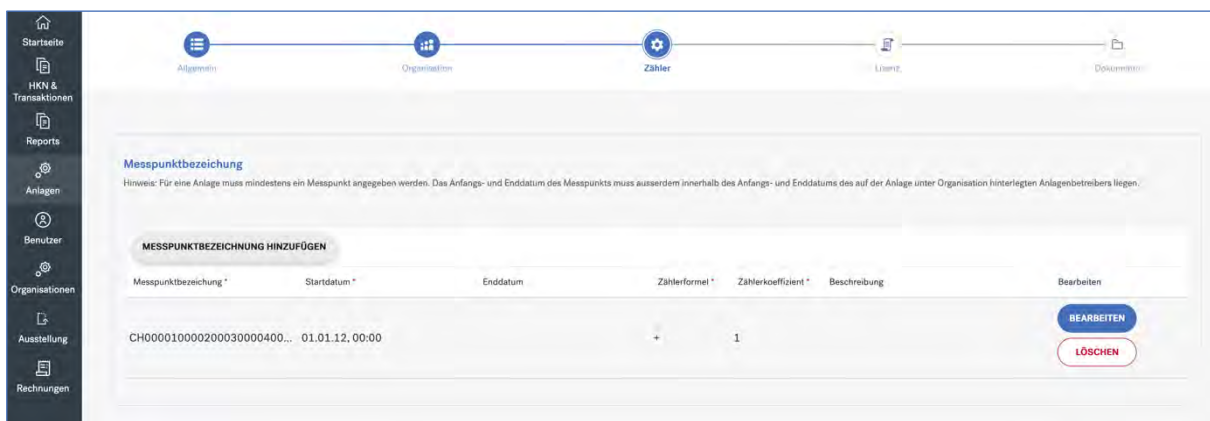 Startseite
HKN &
Transaktionen
Reports
Anlagen
Benutzer
Organisationen
Ausstellung
Rechnungen
Allgemein
Organisation
Zähler
Lizenz
Dokumente
Messpunktbezeichung
Hinweis: Für eine Anlage muss mindestens ein Messpunkt angegeben werden. Das Anfangs- und Enddatum des Messpunkts muss ausserdem innerhalb des Anfangs- und Enddatums des auf der Anlage unter Organisation hinterlegten Anlagenbetreibers liegen.
MESSPUNKTBEZEICHNUNG HINZUFÜGEN
Messpunktbezeichung * Startdatum * Enddatum Zählerformel * Zählerkoeffizient * Beschreibung Bearbeiten
CH000010000200030000400... 01.01.12, 00:00 + 1
BEARBEITEN
LÖSCHEN